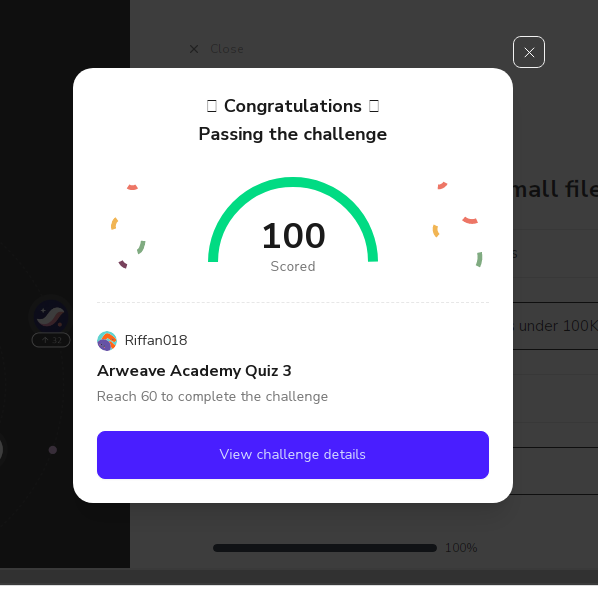 Close
Congratulations
Passing the challenge
mall file
s
100
Scored
32
under 100K
Riffan018
Arweave Academy Quiz 3
Reach 60 to complete the challenge
View challenge details
100%